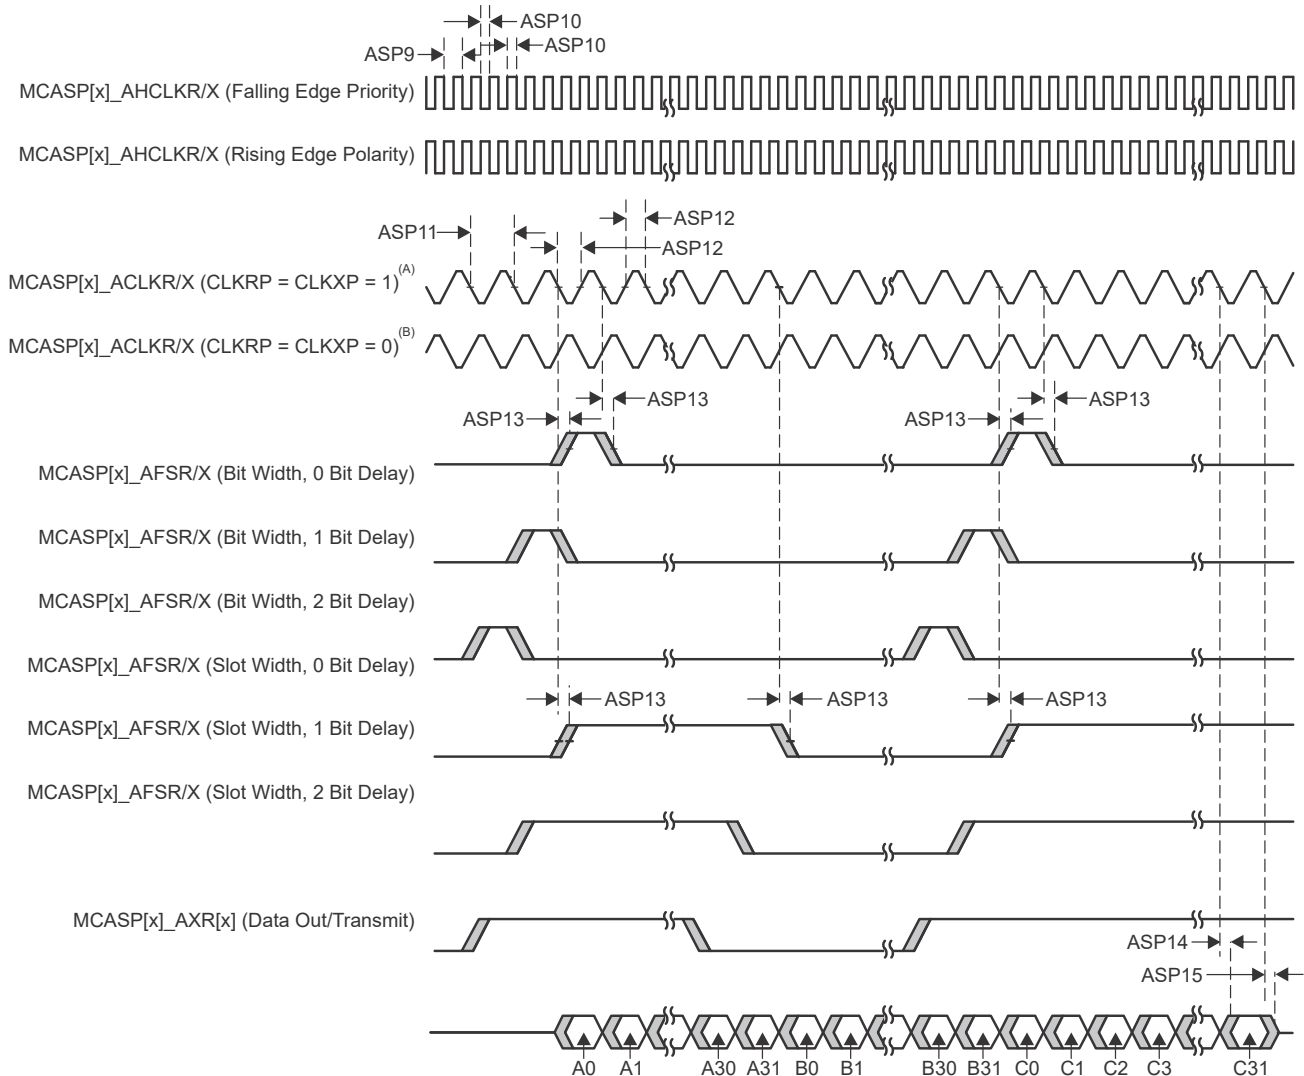 ASP10
ASP9
ASP10
MCASP[x]_AHCLKR/X (Falling Edge Priority)
MCASP[x]_AHCLKR/X (Rising Edge Polarity)
ASP12
ASP11
ASP12
MCASP[x]_ACLKR/X (CLKRP = CLKXP = 1)(A)
MCASP[x]_ACLKR/X (CLKRP = CLKXP = 0)(B)
ASP13 ASP13
ASP13 ASP13
MCASP[x]_AFSR/X (Bit Width, 0 Bit Delay)
MCASP[x]_AFSR/X (Bit Width, 1 Bit Delay)
MCASP[x]_AFSR/X (Bit Width, 2 Bit Delay)
MCASP[x]_AFSR/X (Slot Width, 0 Bit Delay)
ASP13 ASP13 ASP13
MCASP[x]_AFSR/X (Slot Width, 1 Bit Delay)
MCASP[x]_AFSR/X (Slot Width, 2 Bit Delay)
MCASP[x]_AXR[x] (Data Out/Transmit)
ASP14
ASP15
A0 A1 A30 A31 B0 B1 B30 B31 C0 C1 C2 C3 C31